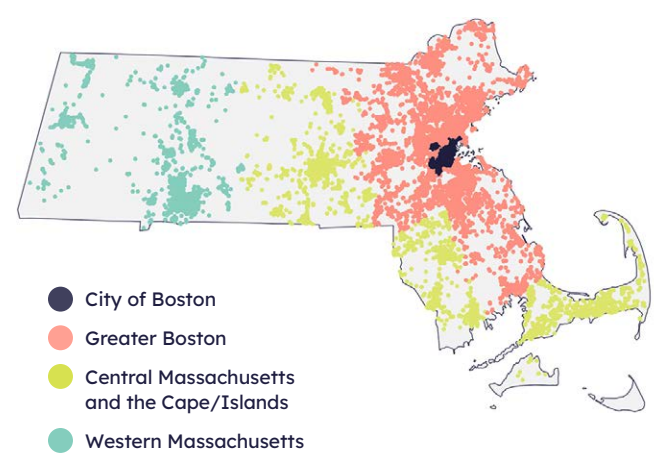 City of Boston
Greater Boston
Central Massachusetts
and the Cape/Islands
Western Massachusetts